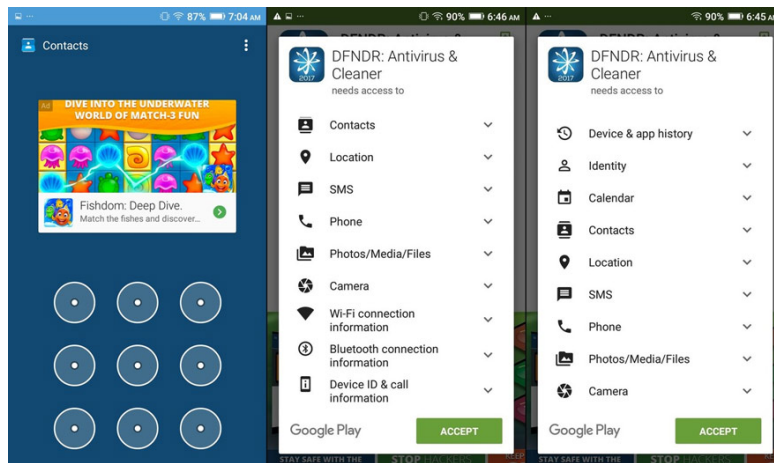 87% 7:04 AM
Contacts
Ad
DIVE INTO THE UNDERWATER
WORLD OF MATCH-3 FUN
Fishdom: Deep Dive.
Match the fishes and discover...
90% 6:46 AM
2017
DFNDR: Antivirus &
Cleaner
needs access to
Contacts
Location
SMS
Phone
Photos/Media/Files
Camera
Wi-Fi connection
information
Bluetooth connection
information
Device ID & call
information
Google Play
ACCEPT
STAY SAFE WITH THE
STOP HACKERS
KEEP
90% 6:45 A
2017
DFNDR: Antivirus &
Cleaner
needs access to
Device & app history
Identity
Calendar
Contacts
Location
SMS
Phone
Photos/Media/Files
Camera
Google Play
ACCEPT
STAY SAFE WITH THE
STOP HACKERS